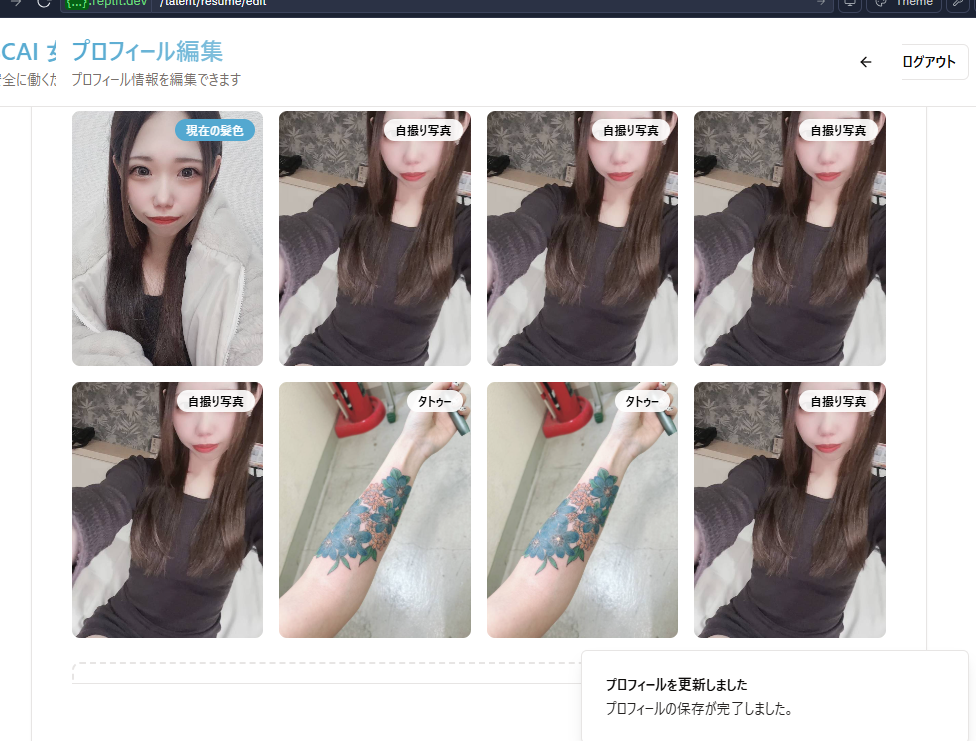 {...}.replit.dev /talent/resume/edit
Theme
CAI
プロフィール編集
全に働くた
プロフィール情報を編集できます
ログアウト
現在の髪色
自撮り写真
自撮り写真
自撮り写真
自撮り写真
タトゥー
タトゥー
自撮り写真
プロフィールを更新しました
プロフィールの保存が完了しました。